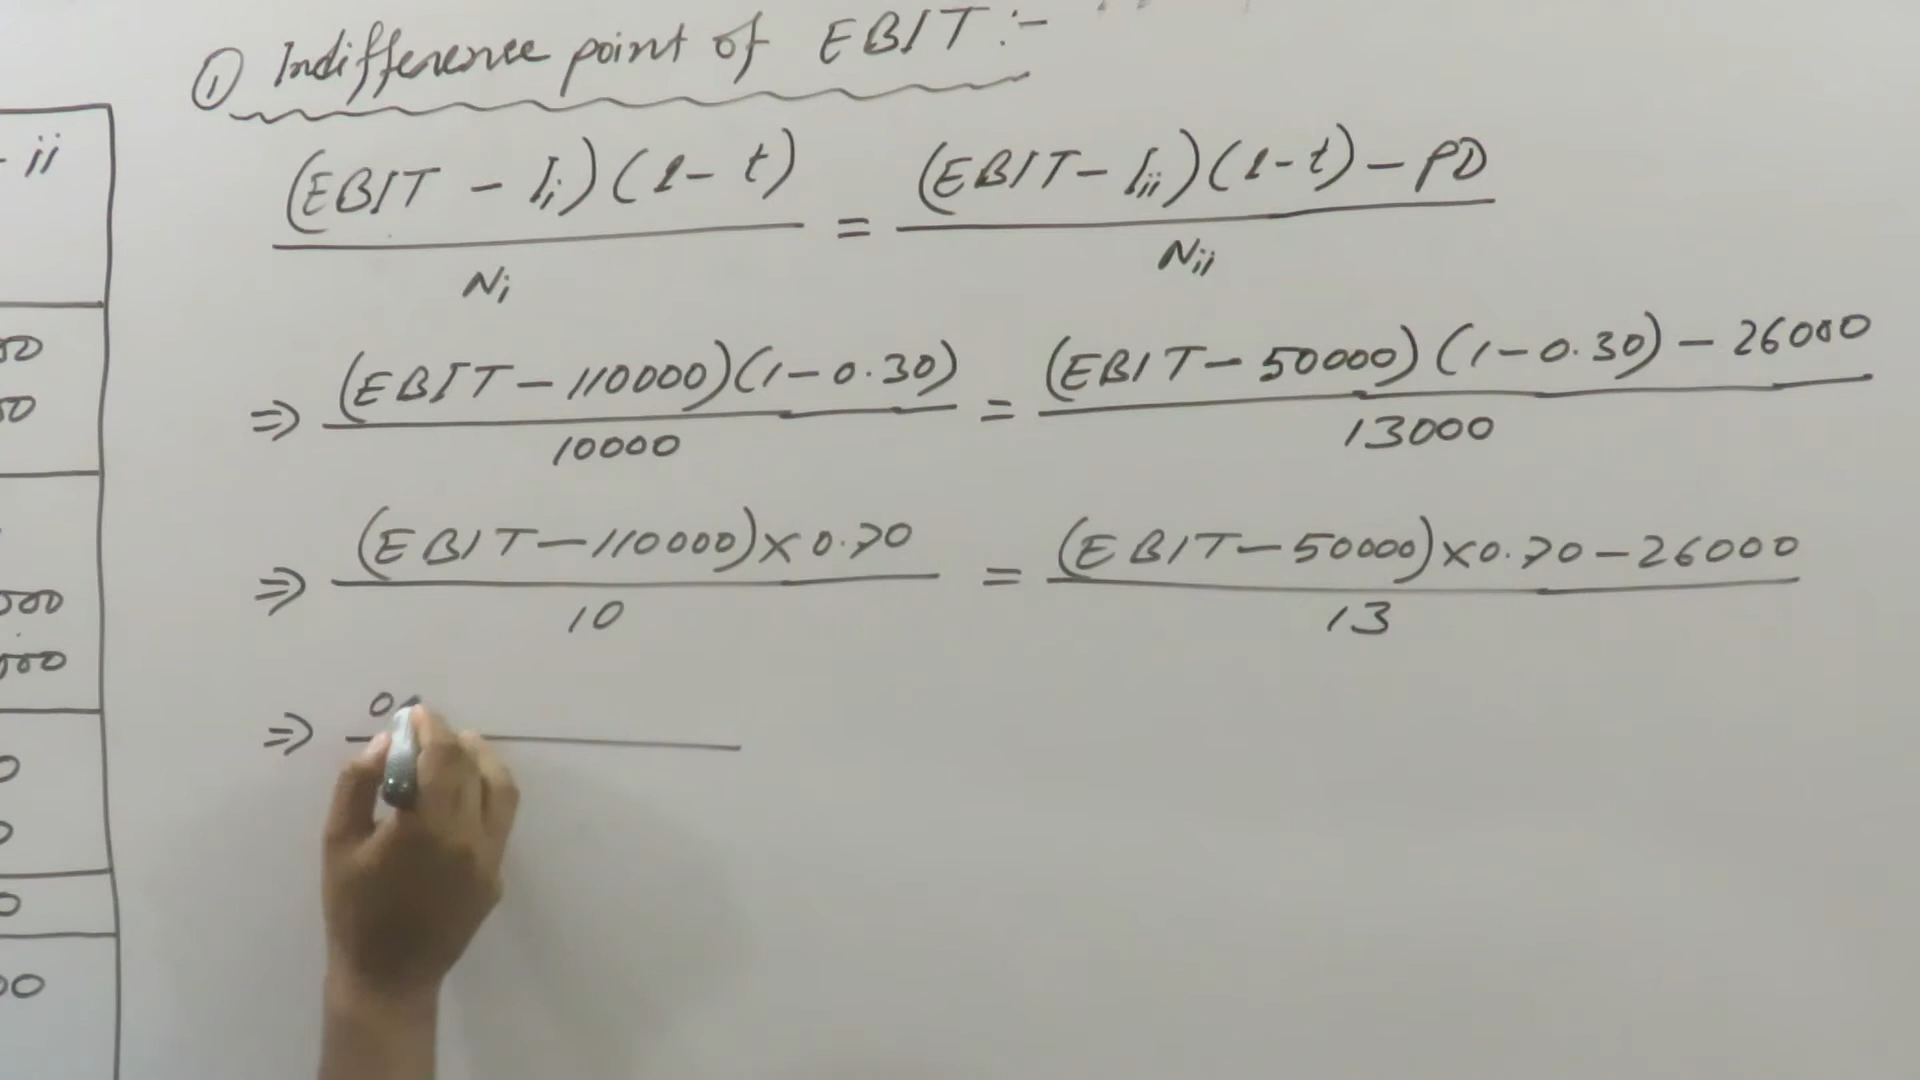 ① Indifference point of EBIT :-
- ii
(EBIT - Iᵢ)(1 - t) / Nᵢ = (EBIT - Iᵢᵢ)(1 - t) - PD / Nᵢᵢ
⇒ (EBIT - 110000)(1 - 0.30) / 10000 = (EBIT - 50000)(1 - 0.30) - 26000 / 13000
⇒ (EBIT - 110000) × 0.70 / 10 = (EBIT - 50000) × 0.70 - 26000 / 13
⇒ 0.